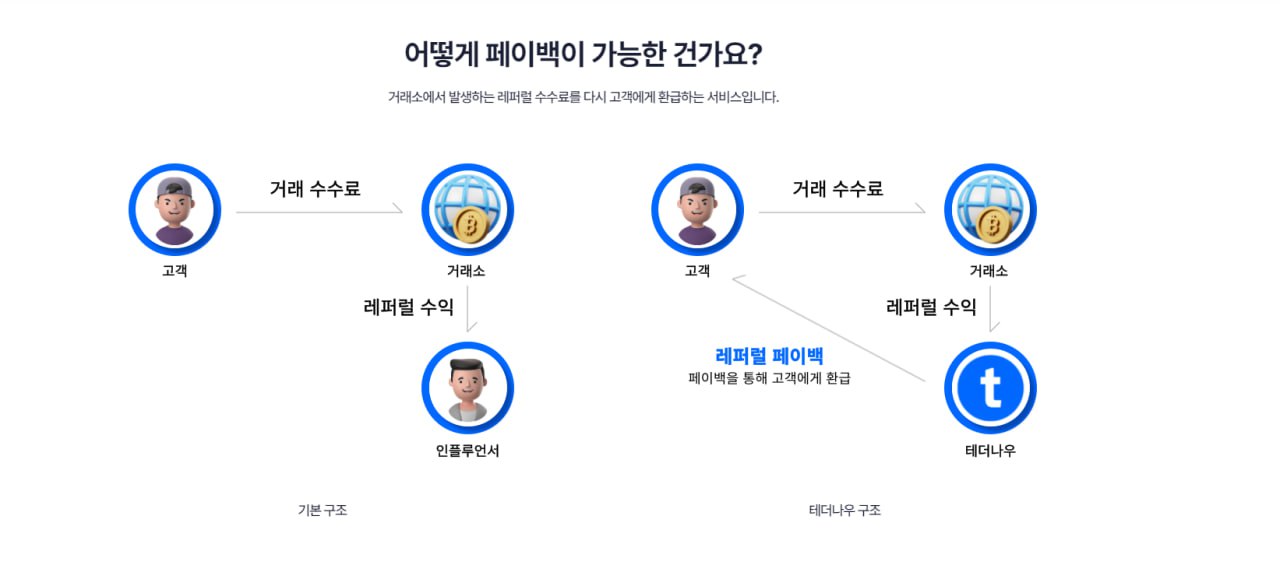 어떻게 페이백이 가능한 건가요?
거래소에서 발생하는 레퍼럴 수수료를 다시 고객에게 환급하는 서비스입니다.
거래 수수료
고객
거래소
레퍼럴 수익
인플루언서
기본 구조
거래 수수료
고객
거래소
레퍼럴 수익
레퍼럴 페이백
페이백을 통해 고객에게 환급
t
테더나우
테더나우 구조